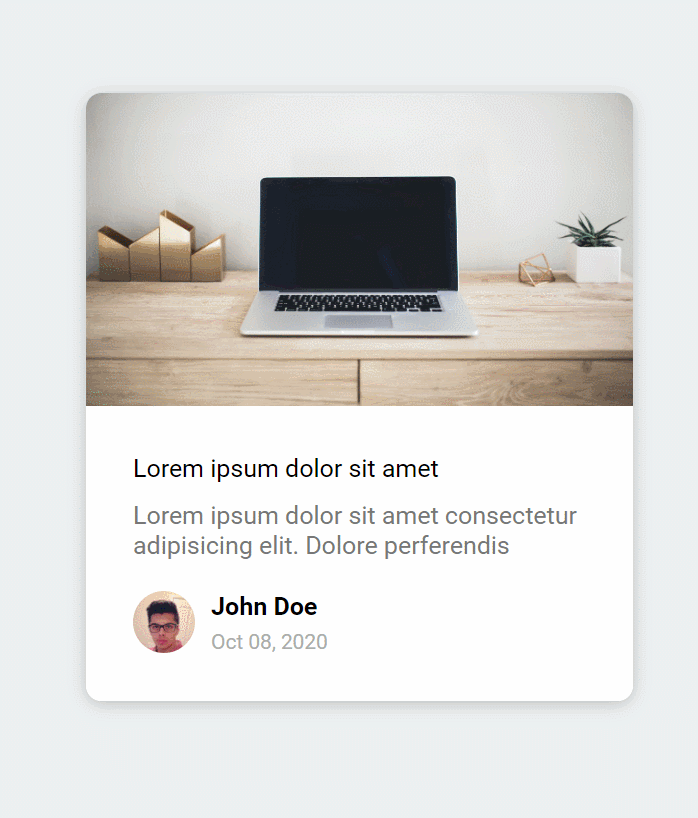 Lorem ipsum dolor sit amet
Lorem ipsum dolor sit amet consectetur
adipisicing elit. Dolore perferendis
John Doe
Oct 08, 2020